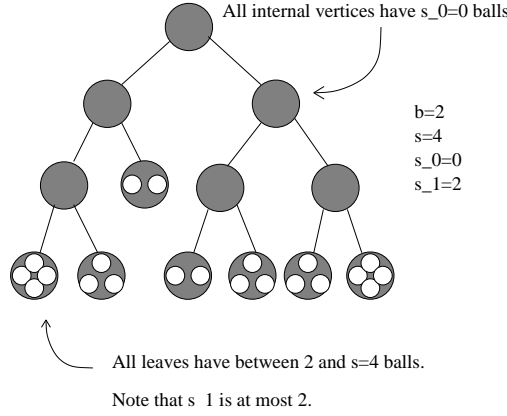 All internal vertices have s_0=0 balls
b=2
s=4
s_0=0
s_1=2
All leaves have between 2 and s=4 balls.
Note that s 1 is at most 2.